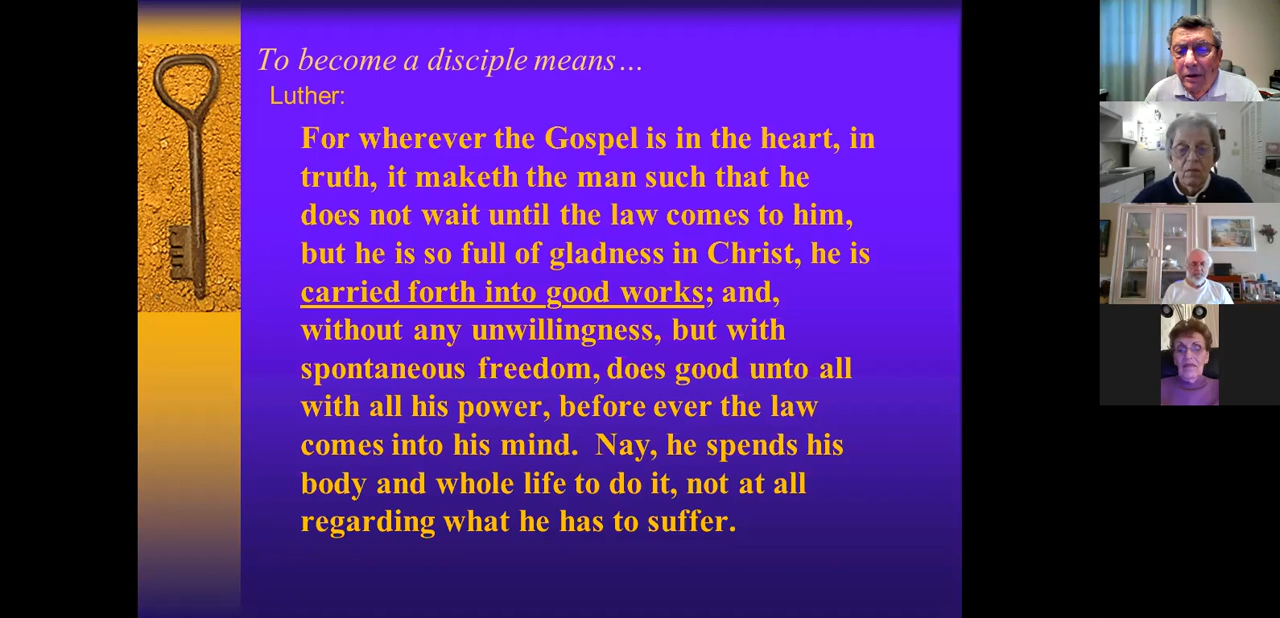 To become a disciple means…
Luther:
For wherever the Gospel is in the heart, in
truth, it maketh the man such that he
does not wait until the law comes to him,
but he is so full of gladness in Christ, he is
carried forth into good works; and,
without any unwillingness, but with
spontaneous freedom, does good unto all
with all his power, before ever the law
comes into his mind.  Nay, he spends his
body and whole life to do it, not at all
regarding what he has to suffer.